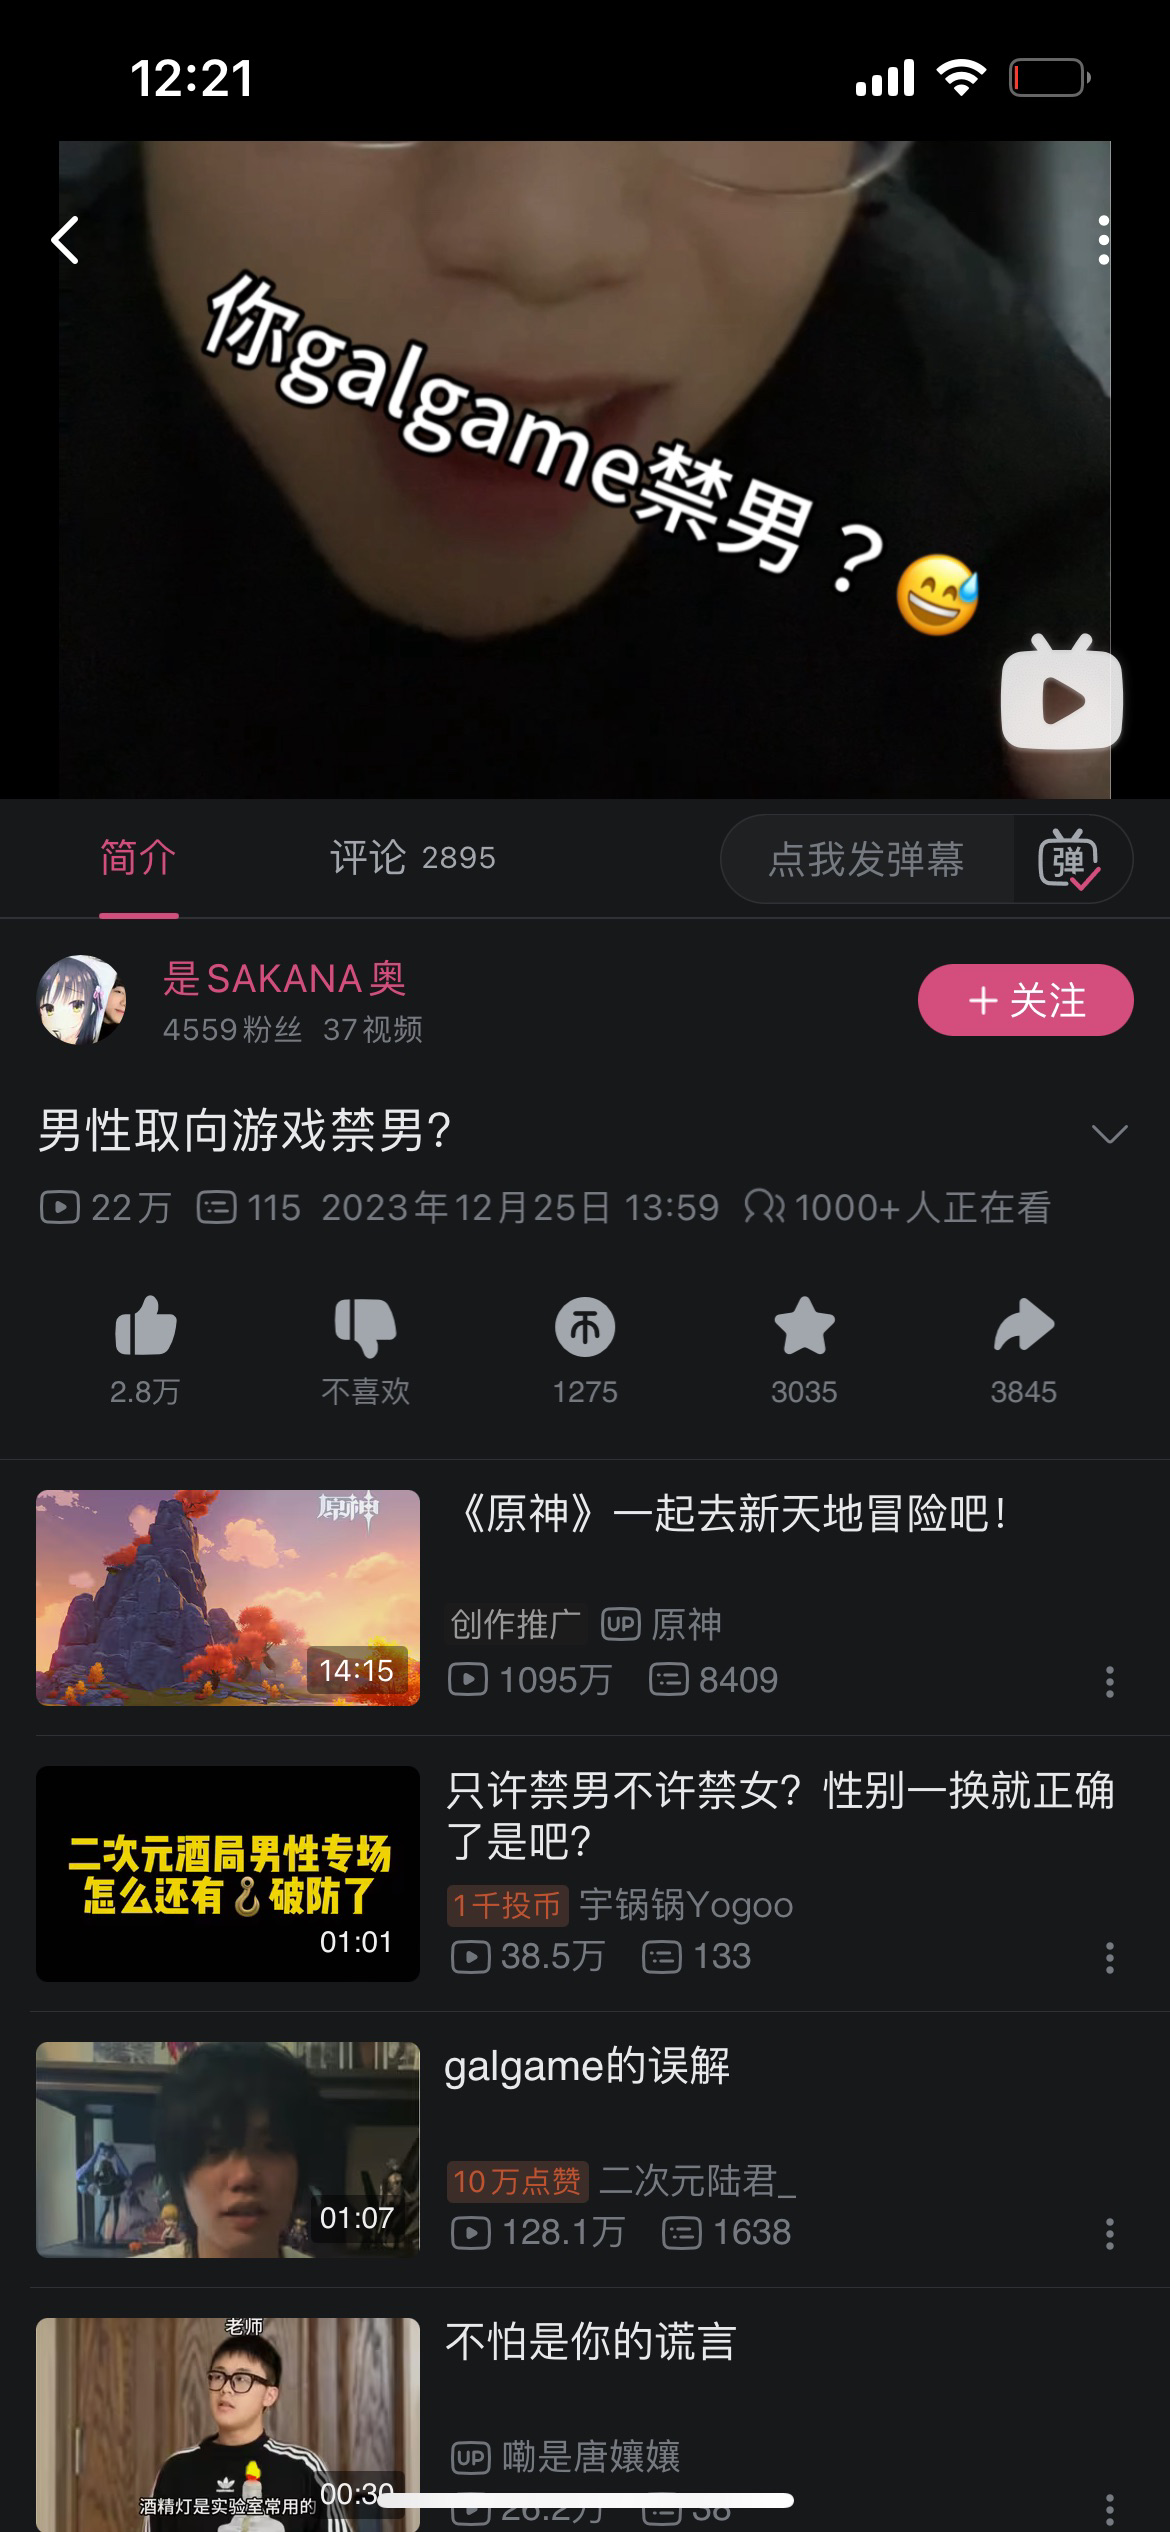 12:21
你galgame禁男？😅
简介
评论 2895
点我发弹幕
弹
是SAKANA奥
4559粉丝 37视频
+ 关注
男性取向游戏禁男?
22万 115 2023年12月25日 13:59 1000+人正在看
2.8万
不喜欢
1275
3035
3845
原神
14:15
《原神》一起去新天地冒险吧!
创作推广 UP 原神
1095万 8409
二次元酒局男性专场
怎么还有🪝破防了
01:01
只许禁男不许禁女? 性别一换就正确
了是吧?
1千投币 宇锅锅Yogoo
38.5万 133
01:07
galgame的误解
10万点赞 二次元陆君_
128.1万 1638
老师
酒精灯是实验室常用的
00:30
不怕是你的谎言
UP 嘞是唐孃孃
26.2万 38